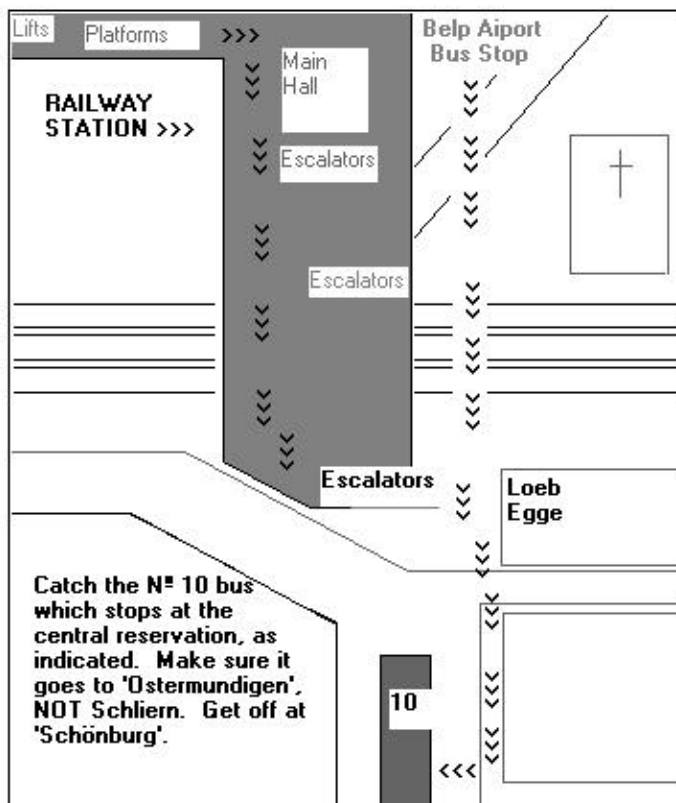 Lifts
Platforms
>>>
Belp Aiport
Bus Stop
Main
Hall
RAILWAY
STATION >>>
Escalators
Escalators
Escalators
Loeb
Egge
Catch the Nº 10 bus
which stops at the
central reservation, as
indicated. Make sure it
goes to 'Ostermundigen',
NOT Schliern. Get off at
'Schönburg'.
10
<<<